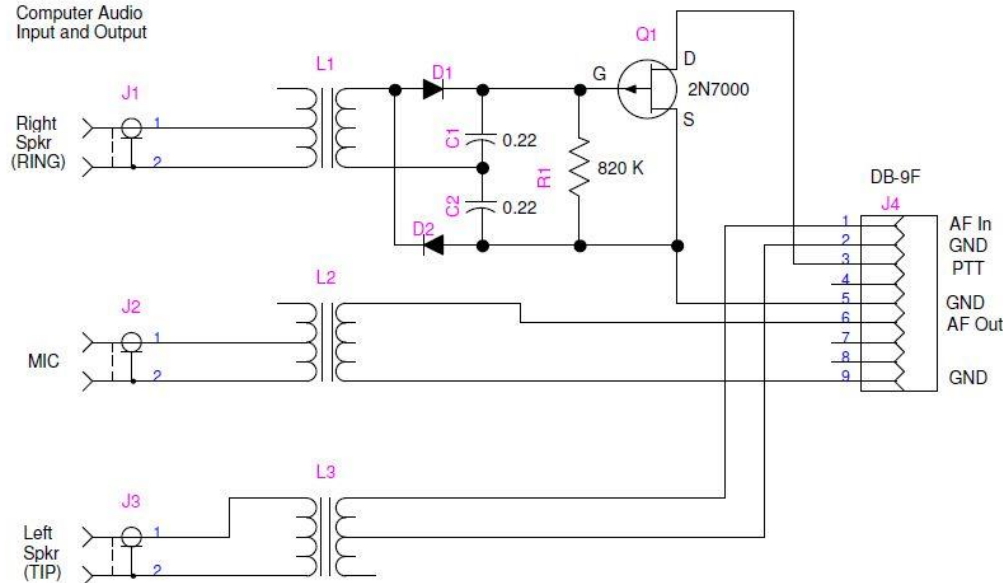 Computer Audio
Input and Output
L1
J1
Right
Spkr
(RING)
1
2
D1
C1
0.22
C2
0.22
D2
R1
820 K
Q1
G
D
2N7000
S
DB-9F
J4
1
AF In
2
GND
3
PTT
4
5
GND
6
AF Out
7
8
9
GND
L2
J2
MIC
1
2
L3
J3
Left
Spkr
(TIP)
1
2